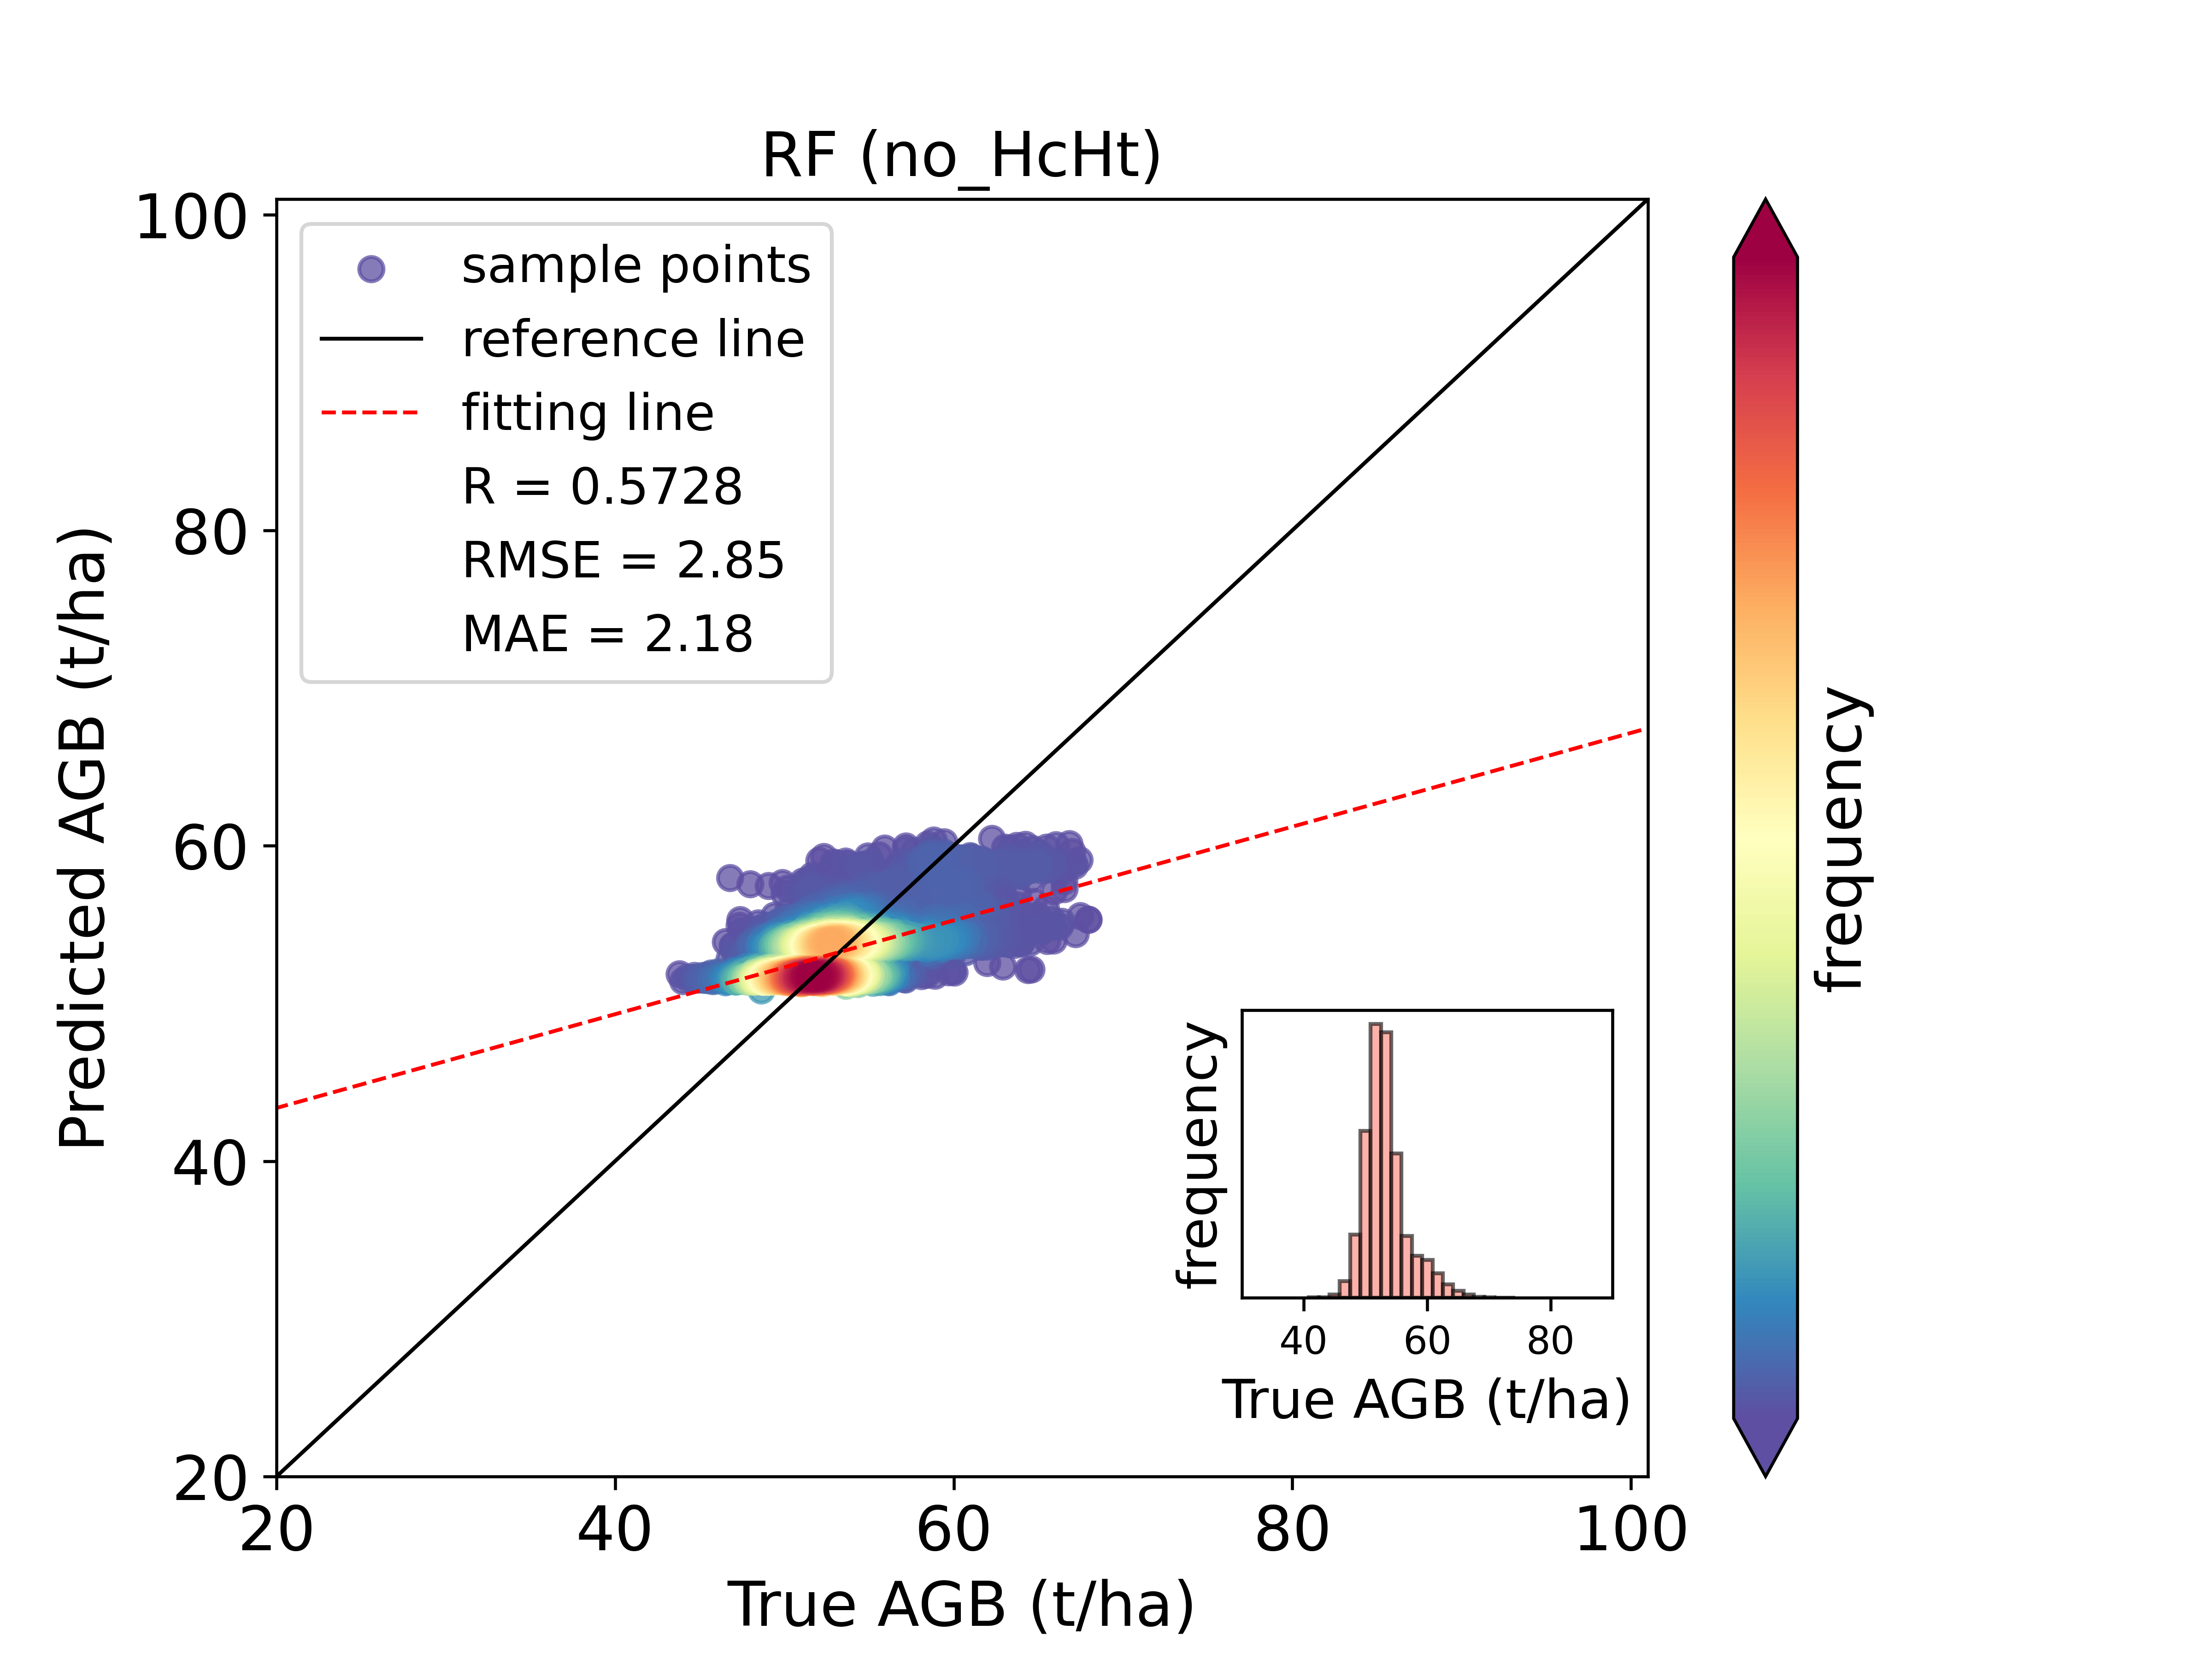 RF (no_HcHt)
100
80
60
40
20
Predicted AGB (t/ha)
sample points
reference line
fitting line
R = 0.5728
RMSE = 2.85
MAE = 2.18
frequency
40 60 80
True AGB (t/ha)
20 40 60 80 100
True AGB (t/ha)
frequency